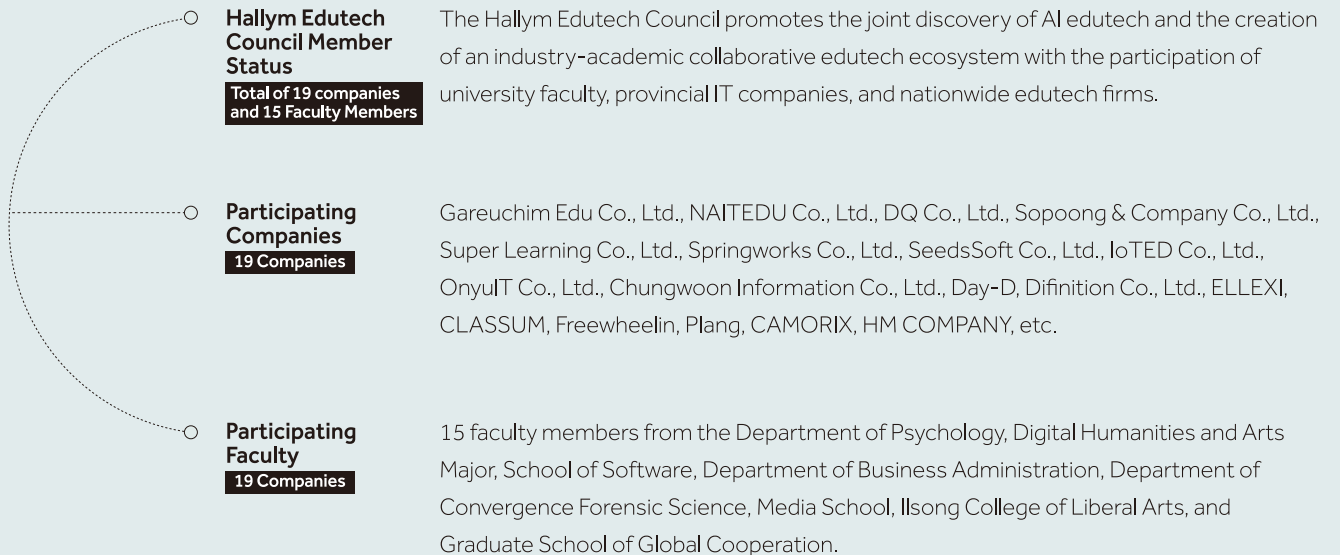 Hallym Edutech
Council Member
Status
Total of 19 companies
and 15 Faculty Members
The Hallym Edutech Council promotes the joint discovery of AI edutech and the creation
of an industry-academic collaborative edutech ecosystem with the participation of
university faculty, provincial IT companies, and nationwide edutech firms.
Participating
Companies
19 Companies
Gareuchim Edu Co., Ltd., NAITEDU Co., Ltd., DQ Co., Ltd., Sopoong & Company Co., Ltd.,
Super Learning Co., Ltd., Springworks Co., Ltd., SeedsSoft Co., Ltd., IoTED Co., Ltd.,
OnyuIT Co., Ltd., Chungwoon Information Co., Ltd., Day-D, Difinition Co., Ltd., ELLEXI,
CLASSUM, Freewheelin, Plang, CAMORIX, HM COMPANY, etc.
Participating
Faculty
19 Companies
15 faculty members from the Department of Psychology, Digital Humanities and Arts
Major, School of Software, Department of Business Administration, Department of
Convergence Forensic Science, Media School, Ilsong College of Liberal Arts, and
Graduate School of Global Cooperation.